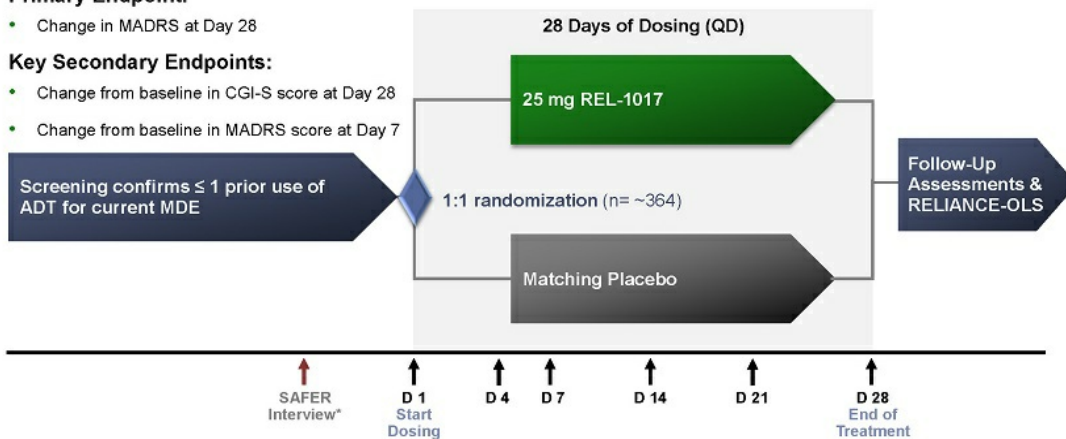 Primary Endpoint:
• Change in MADRS at Day 28
Key Secondary Endpoints:
• Change from baseline in CGI-S score at Day 28
• Change from baseline in MADRS score at Day 7
28 Days of Dosing (QD)
25 mg REL-1017
Screening confirms ≤ 1 prior use of
ADT for current MDE
1:1 randomization (n= ~364)
Follow-Up
Assessments &
RELIANCE-OLS
Matching Placebo
SAFER
Interview*
D 1
Start
Dosing
D 4
D 7
D 14
D 21
D 28
End of
Treatment